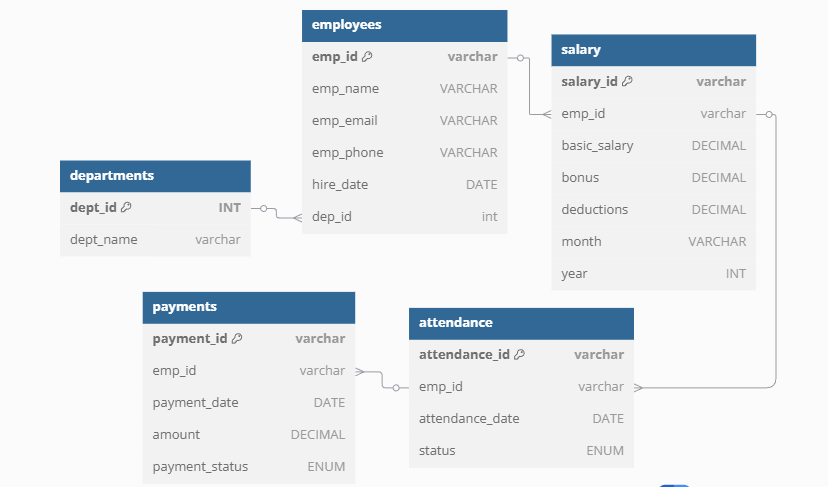 employees
emp_id varchar
emp_name VARCHAR
emp_email VARCHAR
emp_phone VARCHAR
hire_date DATE
dep_id int
salary
salary_id varchar
emp_id varchar
basic_salary DECIMAL
bonus DECIMAL
deductions DECIMAL
month VARCHAR
year INT
departments
dept_id INT
dept_name varchar
payments
payment_id varchar
emp_id varchar
payment_date DATE
amount DECIMAL
payment_status ENUM
attendance
attendance_id varchar
emp_id varchar
attendance_date DATE
status ENUM